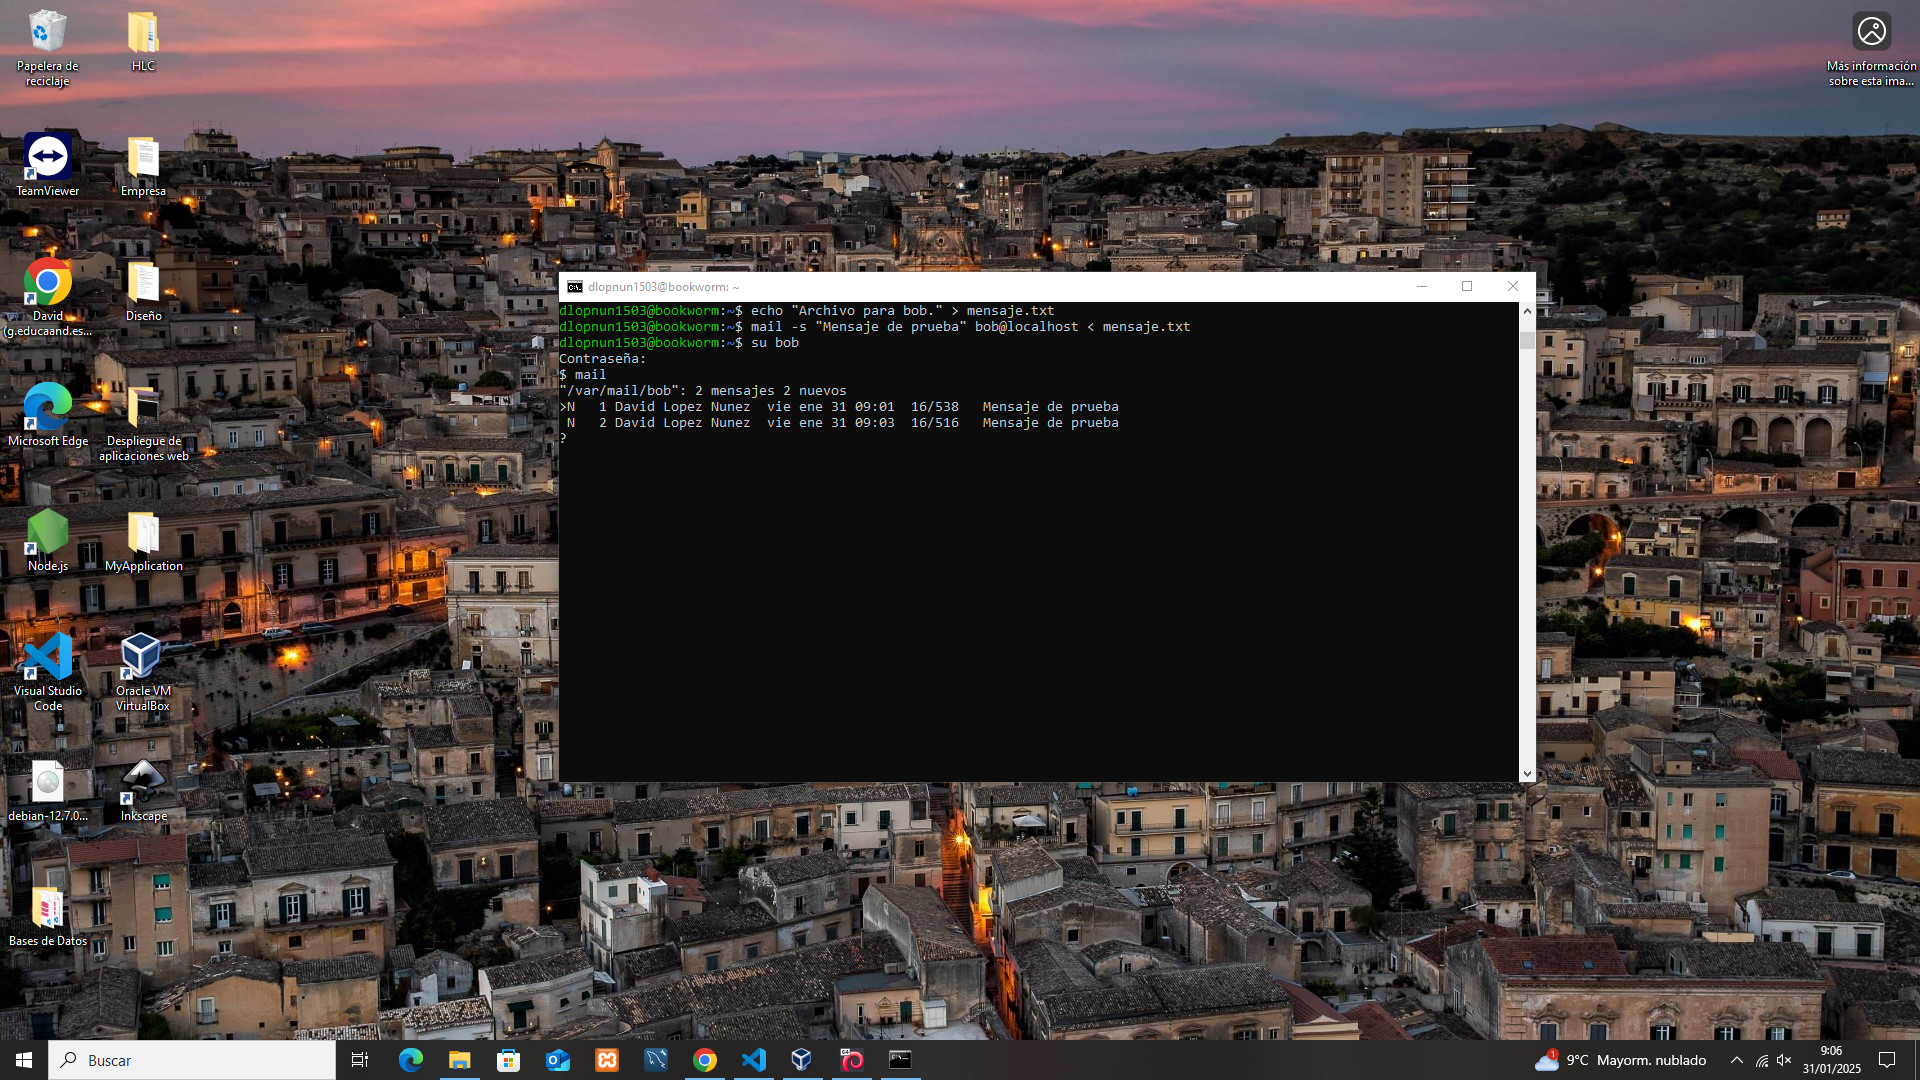 Papelera de
reciclaje
HLC
Más información
sobre esta ima...
TeamViewer
Empresa
David
(g.educaand.es...
Diseño
Microsoft Edge
Despliegue de
aplicaciones web
Node.js
MyApplication
Visual Studio
Code
Oracle VM
VirtualBox
debian-12.7.0...
Inkscape
Bases de Datos
dlopnun1503@bookworm: ~
dlopnun1503@bookworm:~$ echo "Archivo para bob." > mensaje.txt
dlopnun1503@bookworm:~$ mail -s "Mensaje de prueba" bob@localhost < mensaje.txt
dlopnun1503@bookworm:~$ su bob
Contraseña:
$ mail
"/var/mail/bob": 2 mensajes 2 nuevos
>N   1 David Lopez Nunez  vie ene 31 09:01  16/538   Mensaje de prueba
 N   2 David Lopez Nunez  vie ene 31 09:03  16/516   Mensaje de prueba
?
Buscar
1
9°C Mayorm. nublado
9:06
31/01/2025